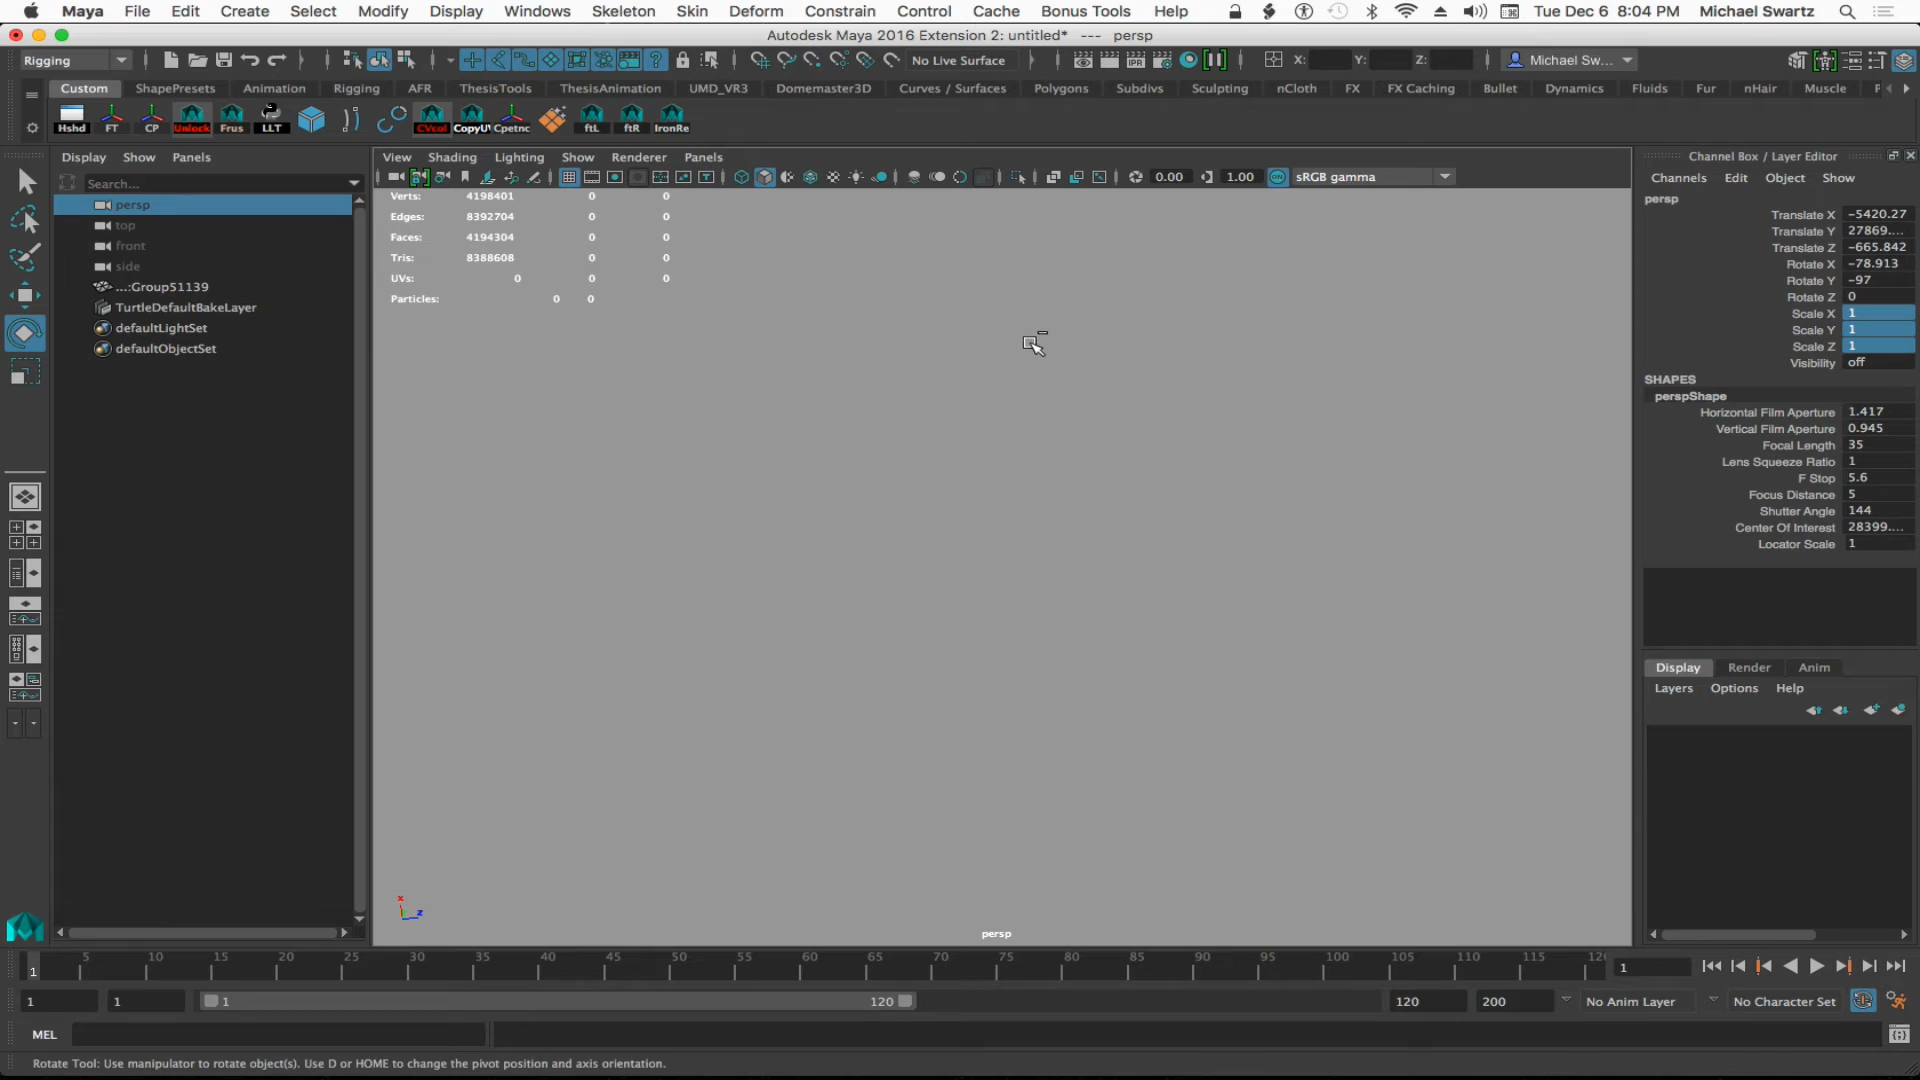 Maya File Edit Create Select Modify Display Windows Skeleton Skin Deform Constrain Control Cache Bonus Tools Help Tue Dec 6 8:04 PM Michael Swartz
Autodesk Maya 2016 Extension 2: untitled* --- persp
Rigging No Live Surface X: Y: Z: Michael Sw...
Custom ShapePresets Animation Rigging AFR ThesisTools ThesisAnimation UMD_VR3 Domemaster3D Curves / Surfaces Polygons Subdivs Sculpting nCloth FX FX Caching Bullet Dynamics Fluids Fur nHair Muscle
Hshd FT CP Unlock Frus LLT CVcol CopyU Cpetnc ftL ftR IronRe
Display Show Panels
View Shading Lighting Show Renderer Panels
Search...
0.00 1.00 ON sRGB gamma
persp
top
front
side
...:Group51139
TurtleDefaultBakeLayer
defaultLightSet
defaultObjectSet
Verts: 4198401 0 0
Edges: 8392704 0 0
Faces: 4194304 0 0
Tris: 8388608 0 0
UVs: 0 0 0
Particles: 0 0
x
z
persp
Channel Box / Layer Editor
Channels Edit Object Show
persp
Translate X -5420.27
Translate Y 27869....
Translate Z -665.842
Rotate X -78.913
Rotate Y -97
Rotate Z 0
Scale X 1
Scale Y 1
Scale Z 1
Visibility off
SHAPES
perspShape
Horizontal Film Aperture 1.417
Vertical Film Aperture 0.945
Focal Length 35
Lens Squeeze Ratio 1
F Stop 5.6
Focus Distance 5
Shutter Angle 144
Center Of Interest 28399....
Locator Scale 1
Display Render Anim
Layers Options Help
1 5 10 15 20 25 30 35 40 45 50 55 60 65 70 75 80 85 90 95 100 105 110 115 1
1 1 1 120 120 200 No Anim Layer No Character Set
MEL
Rotate Tool: Use manipulator to rotate object(s). Use D or HOME to change the pivot position and axis orientation.